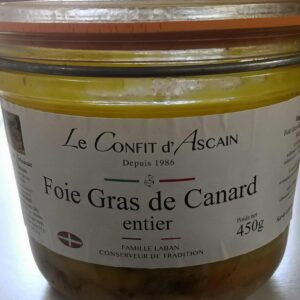 LE CONFIT D'ASCAIN
Depuis 1986
Foie Gras de Canard
entier
Poids net
450g
FAMILLE LABAN
CONSERVEUR DE TRADITION